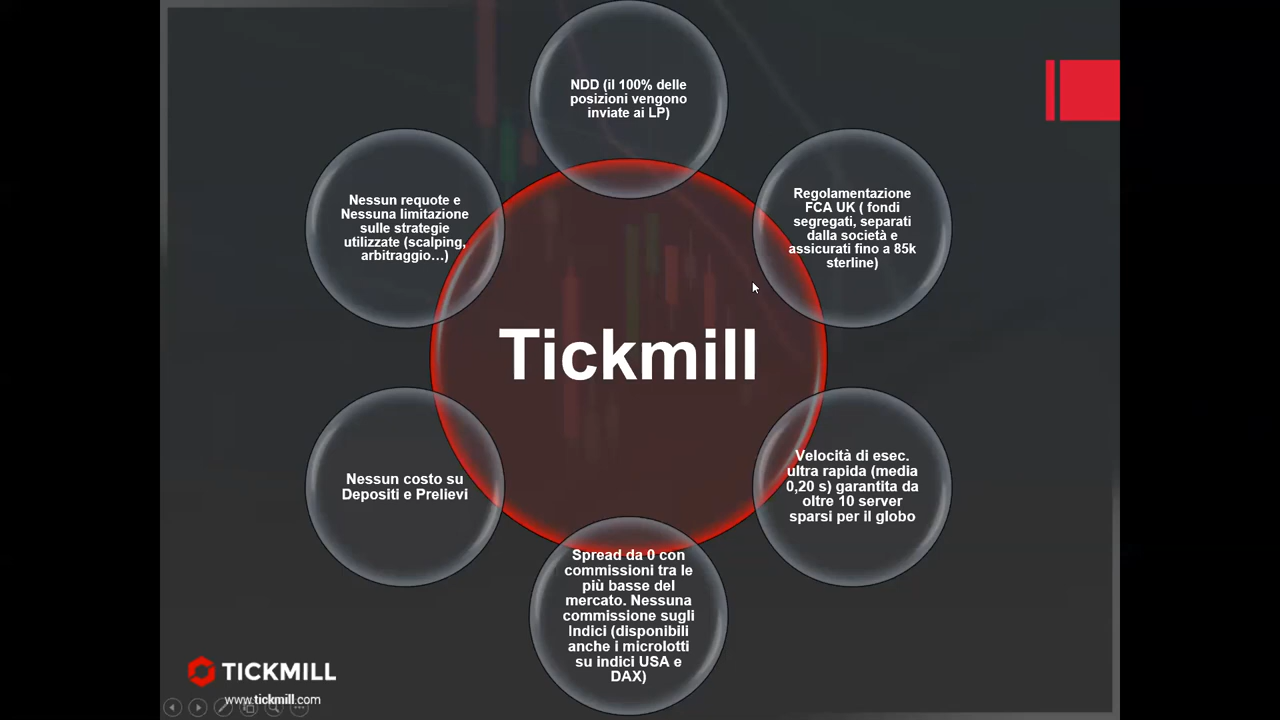 NDD (il 100% delle
posizioni vengono
inviate ai LP)
Regolamentazione
FCA UK ( fondi
segregati, separati
dalla società e
assicurati fino a 85k
sterline)
Velocità di esec.
ultra rapida (media
0,20 s) garantita da
oltre 10 server
sparsi per il globo
Spread da 0 con
commissioni tra le
più basse del
mercato. Nessuna
commissione sugli
Indici (disponibili
anche i microlotti
su indici USA e
DAX)
Nessun costo su
Depositi e Prelievi
Nessun requote e
Nessuna limitazione
sulle strategie
utilizzate (scalping,
arbitraggio…)
Tickmill
TICKMILL
www.tickmill.com